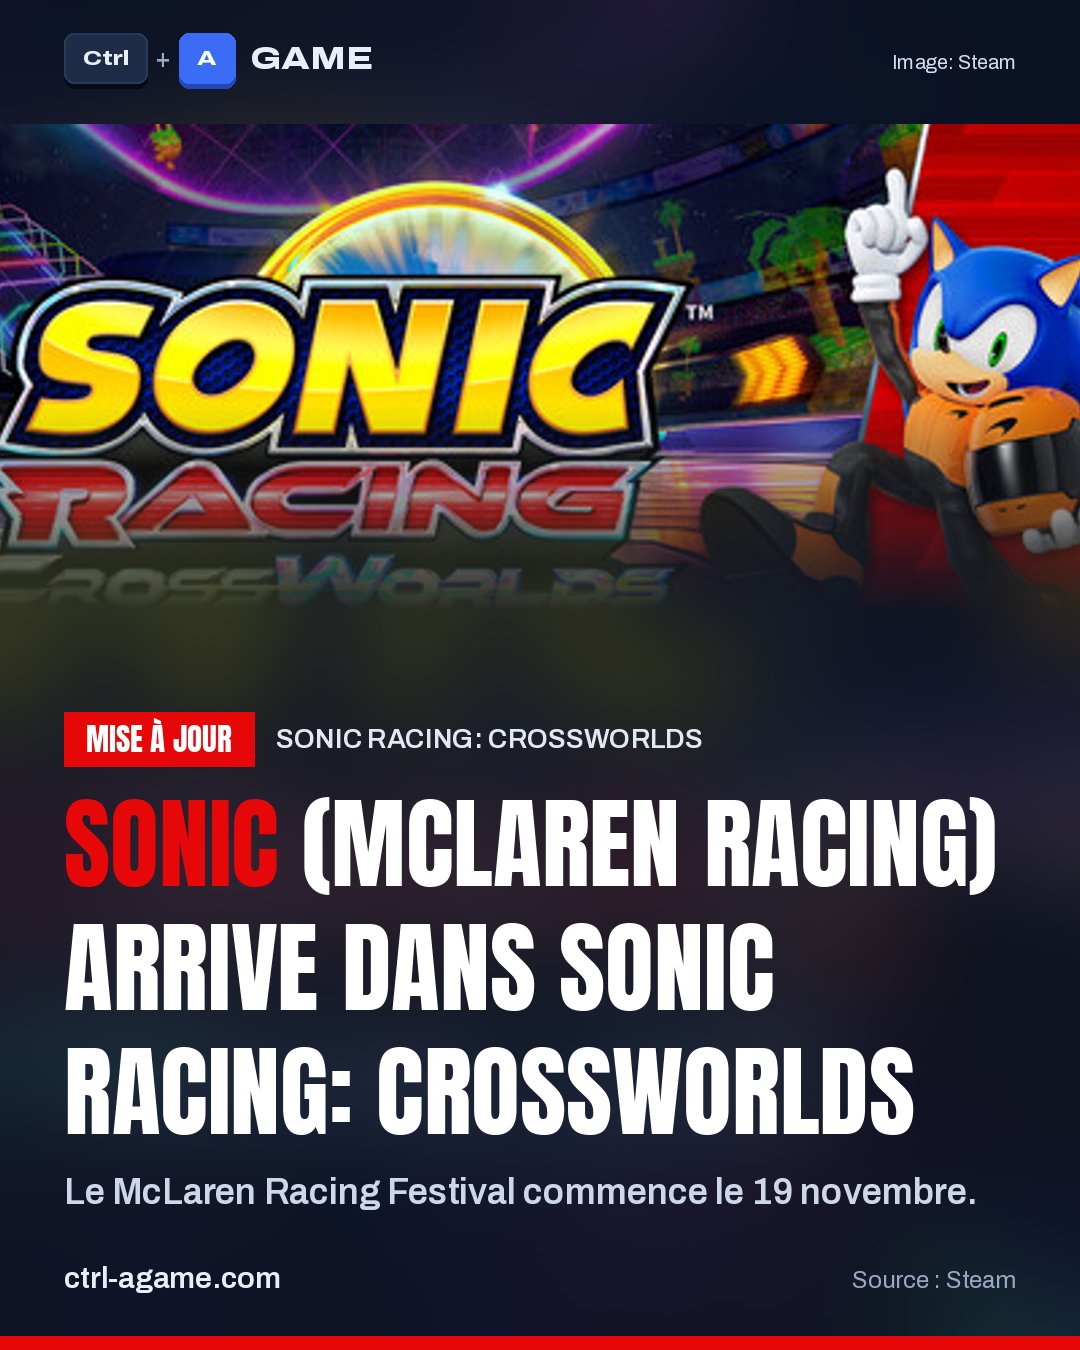 Ctrl + A GAME
Image: Steam
SONIC™
RACING
CROSSWORLDS
MISE À JOUR SONIC RACING: CROSSWORLDS
SONIC (MCLAREN RACING)
ARRIVE DANS SONIC
RACING: CROSSWORLDS
Le McLaren Racing Festival commence le 19 novembre.
ctrl-agame.com
Source : Steam